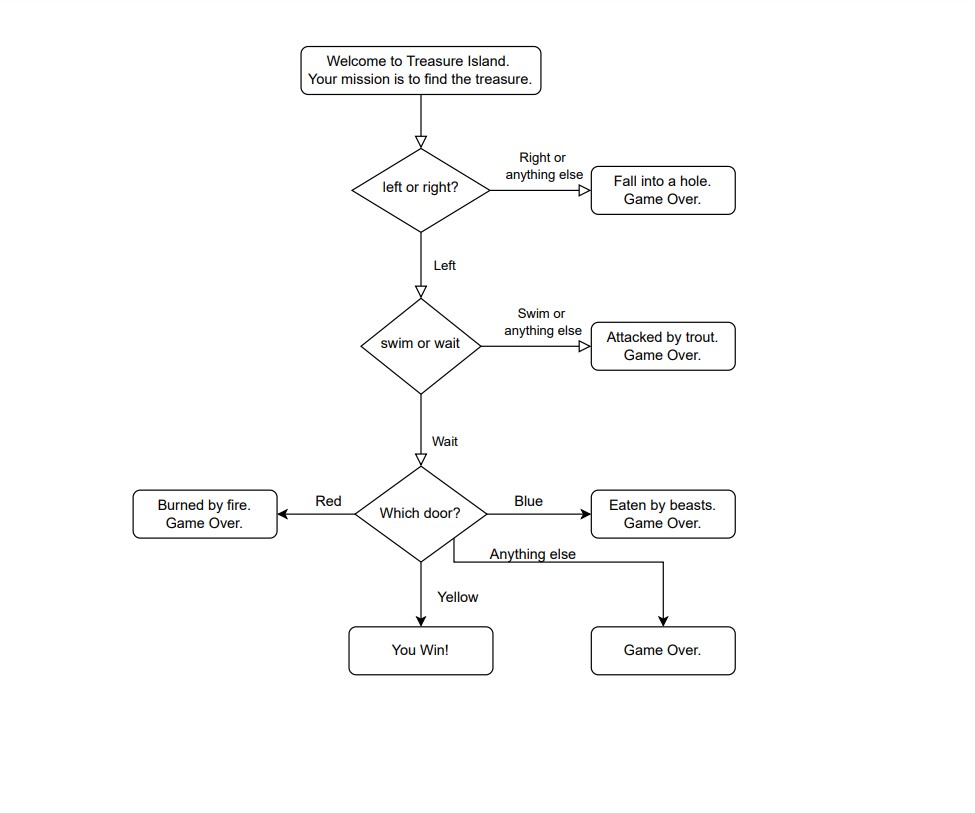 Welcome to Treasure Island.
Your mission is to find the treasure.
left or right?
Right or
anything else
Fall into a hole.
Game Over.
Left
swim or wait
Swim or
anything else
Attacked by trout.
Game Over.
Wait
Burned by fire.
Game Over.
Red
Which door?
Blue
Eaten by beasts.
Game Over.
Anything else
Yellow
You Win!
Game Over.